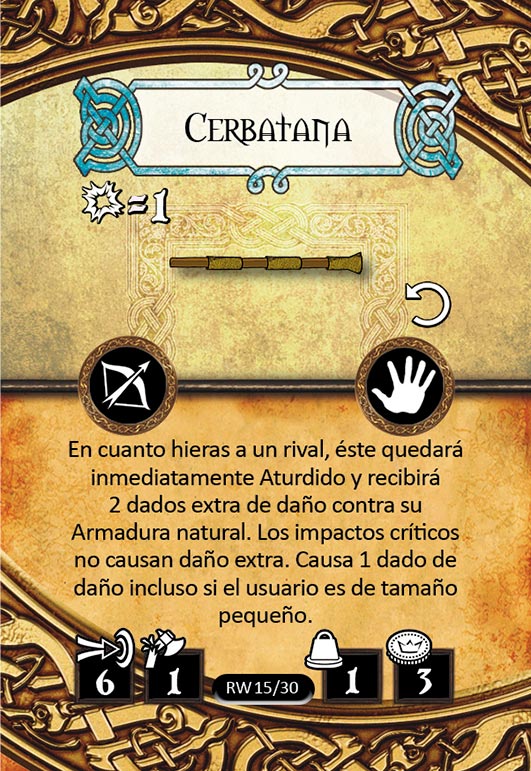 Cerbatana
=1
En cuanto hieras a un rival, éste quedará
inmediatamente Aturdido y recibirá
2 dados extra de daño contra su
Armadura natural. Los impactos críticos
no causan daño extra. Causa 1 dado de
daño incluso si el usuario es de tamaño
pequeño.
6 1 RW 15/30 1 3